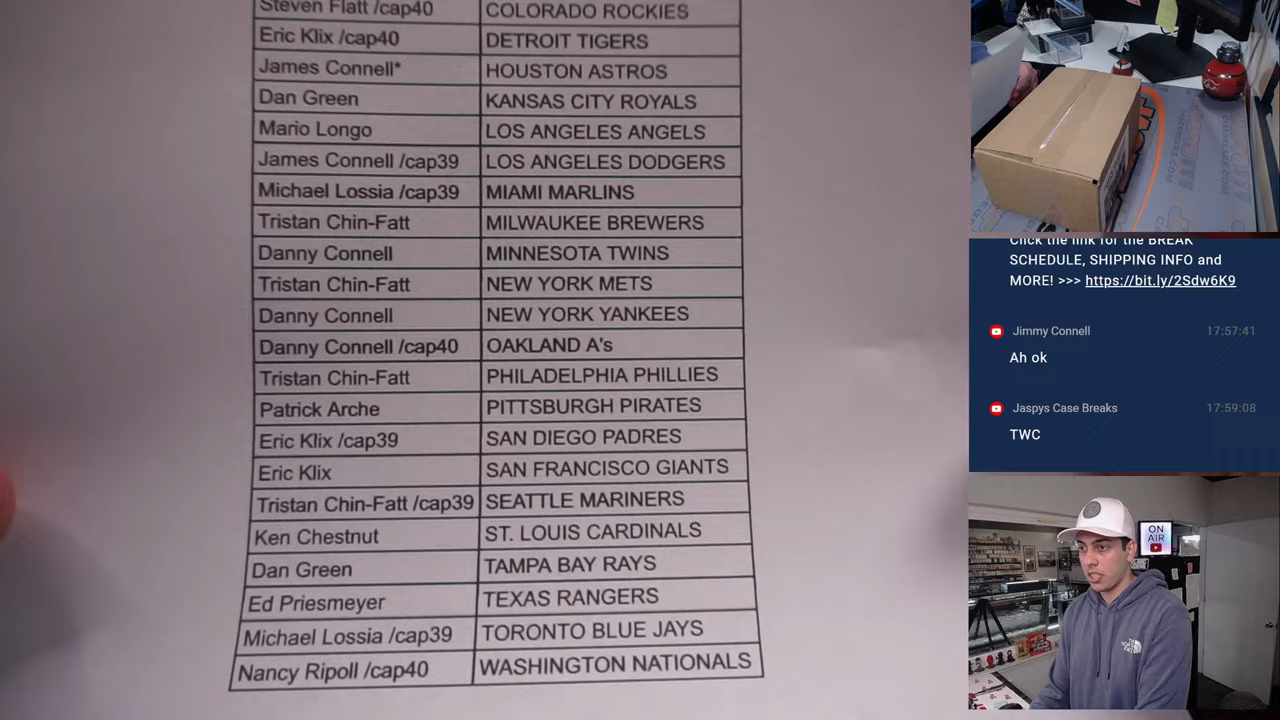 Steven Flatt /cap40 COLORADO ROCKIES
Eric Klix /cap40 DETROIT TIGERS
James Connell* HOUSTON ASTROS
Dan Green KANSAS CITY ROYALS
Mario Longo LOS ANGELES ANGELS
James Connell /cap39 LOS ANGELES DODGERS
Michael Lossia /cap39 MIAMI MARLINS
Tristan Chin-Fatt MILWAUKEE BREWERS
Danny Connell MINNESOTA TWINS
Tristan Chin-Fatt NEW YORK METS
Danny Connell NEW YORK YANKEES
Danny Connell /cap40 OAKLAND A's
Tristan Chin-Fatt PHILADELPHIA PHILLIES
Patrick Arche PITTSBURGH PIRATES
Eric Klix /cap39 SAN DIEGO PADRES
Eric Klix SAN FRANCISCO GIANTS
Tristan Chin-Fatt /cap39 SEATTLE MARINERS
Ken Chestnut ST. LOUIS CARDINALS
Dan Green TAMPA BAY RAYS
Ed Priesmeyer TEXAS RANGERS
Michael Lossia /cap39 TORONTO BLUE JAYS
Nancy Ripoll /cap40 WASHINGTON NATIONALS
Click the link for the BREAK
SCHEDULE, SHIPPING INFO and
MORE! >>> https://bit.ly/2Sdw6K9
Jimmy Connell 17:57:41
Ah ok
Jaspys Case Breaks 17:59:08
TWC
ON
AIR
THE
NORTH
FACE